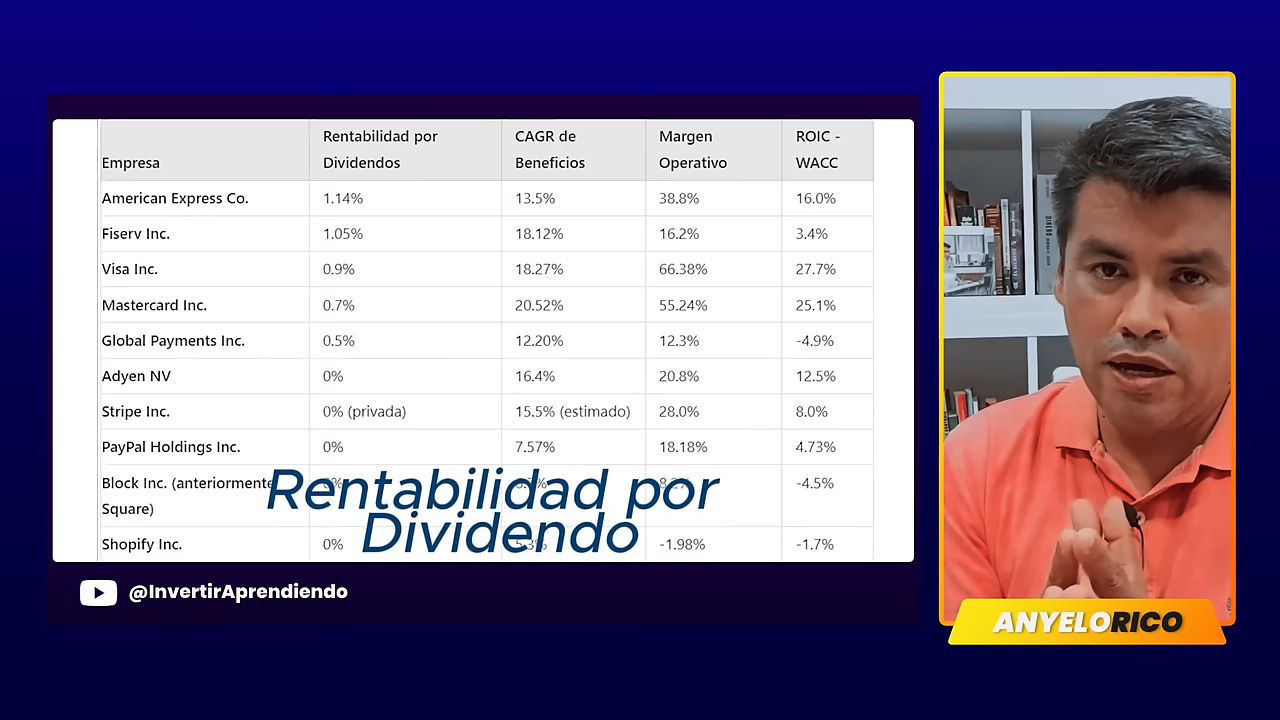 Empresa Rentabilidad por Dividendos CAGR de Beneficios Margen Operativo ROIC - WACC
American Express Co. 1.14% 13.5% 38.8% 16.0%
Fiserv Inc. 1.05% 18.12% 16.2% 3.4%
Visa Inc. 0.9% 18.27% 66.38% 27.7%
Mastercard Inc. 0.7% 20.52% 55.24% 25.1%
Global Payments Inc. 0.5% 12.20% 12.3% -4.9%
Adyen NV 0% 16.4% 20.8% 12.5%
Stripe Inc. 0% (privada) 15.5% (estimado) 28.0% 8.0%
PayPal Holdings Inc. 0% 7.57% 18.18% 4.73%
Block Inc. (anteriormente Square) -4.5%
Shopify Inc. 0% -1.98% -1.7%
Rentabilidad por
Dividendo
@InvertirAprendiendo
ANYELORICO